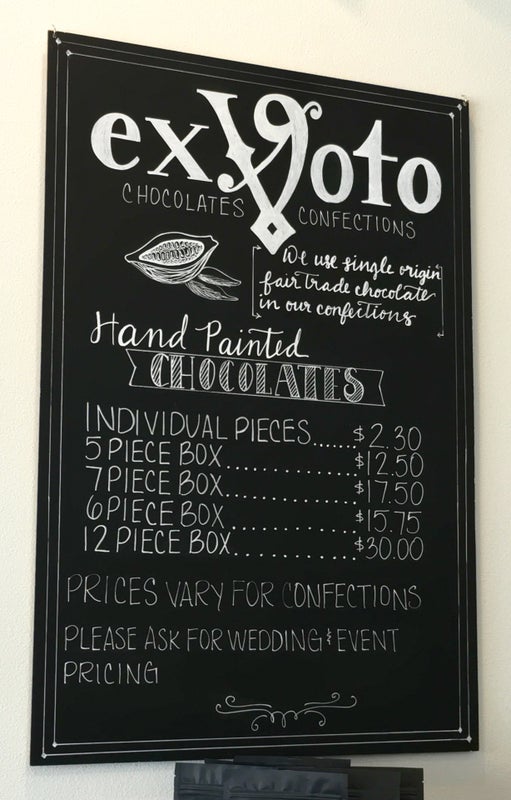 exVoto
CHOCOLATES CONFECTIONS
We use single origin
fair trade chocolate
in our confections
Hand Painted
CHOCOLATES
INDIVIDUAL PIECES......$2.30
5 PIECE BOX..............$12.50
7 PIECE BOX..............$17.50
6 PIECE BOX..............$15.75
12 PIECE BOX.............$30.00
PRICES VARY FOR CONFECTIONS
PLEASE ASK FOR WEDDING & EVENT
PRICING